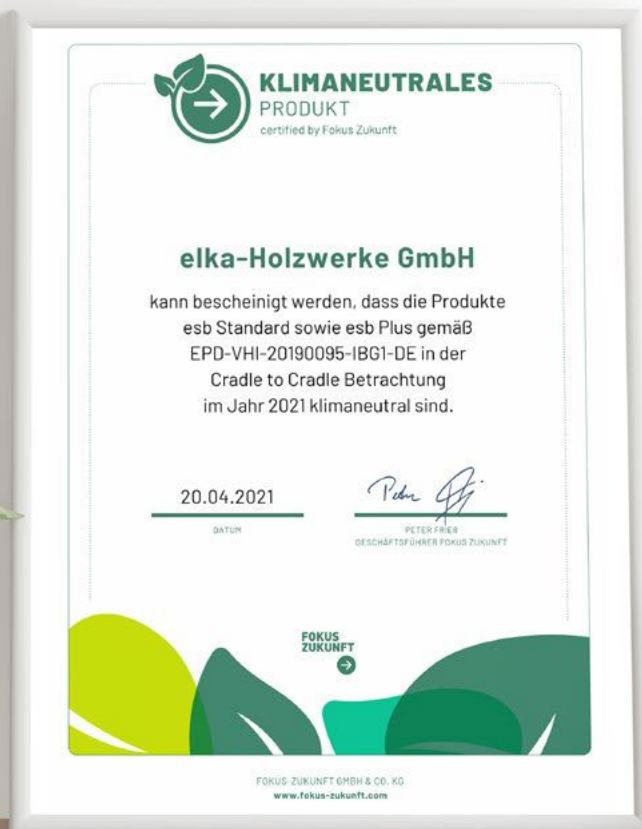 KLIMANEUTRALES
PRODUKT
certified by Fokus Zukunft
elka-Holzwerke GmbH
kann bescheinigt werden, dass die Produkte
esb Standard sowie esb Plus gemäß
EPD-VHI-20190095-IBG1-DE in der
Cradle to Cradle Betrachtung
im Jahr 2021 klimaneutral sind.
20.04.2021
DATUM
PETER FRIEß
GESCHÄFTSFÜHRER FOKUS ZUKUNFT
FOKUS
ZUKUNFT
FOKUS-ZUKUNFT GMBH & CO. KG
www.fokus-zukunft.com